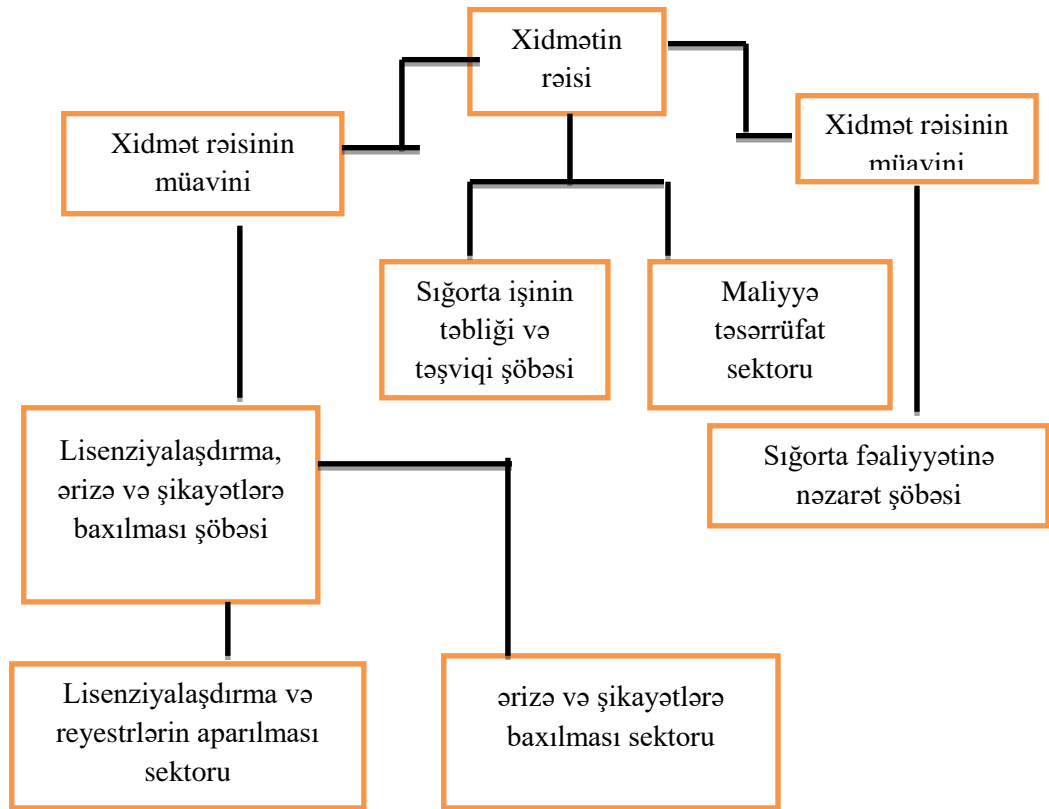 Xidmətin
rəisi
Xidmət rəisinin
müavini
Xidmət rəisinin
müavini
Sığorta işinin
təbliği və
təşviqi şöbəsi
Maliyyə
təsərrüfat
sektoru
Lisenziyalaşdırma,
ərizə və şikayətlərə
baxılması şöbəsi
Sığorta fəaliyyətinə
nəzarət şöbəsi
Lisenziyalaşdırma və
reyestrlərin aparılması
sektoru
ərizə və şikayətlərə
baxılması sektoru